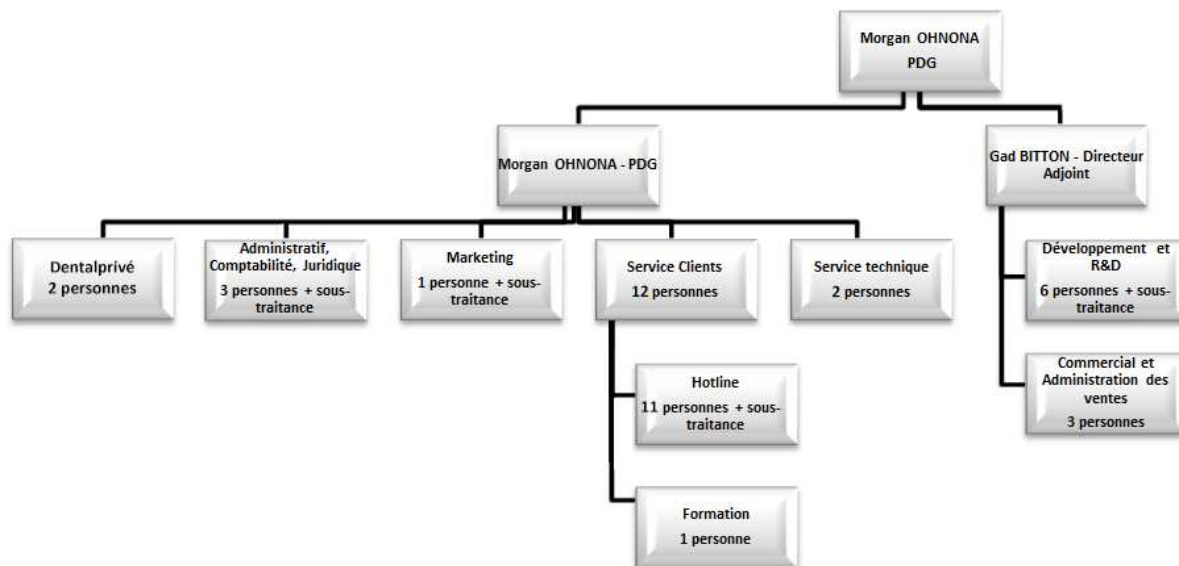 Morgan OHNONA
PDG
Morgan OHNONA - PDG
Gad BITTON - Directeur
Adjoint
Dentalprivé
2 personnes
Administratif,
Comptabilité, Juridique
3 personnes + sous-
traitance
Marketing
1 personne + sous-
traitance
Service Clients
12 personnes
Service technique
2 personnes
Développement et
R&D
6 personnes + sous-
traitance
Hotline
11 personnes + sous-
traitance
Commercial et
Administration des
ventes
3 personnes
Formation
1 personne